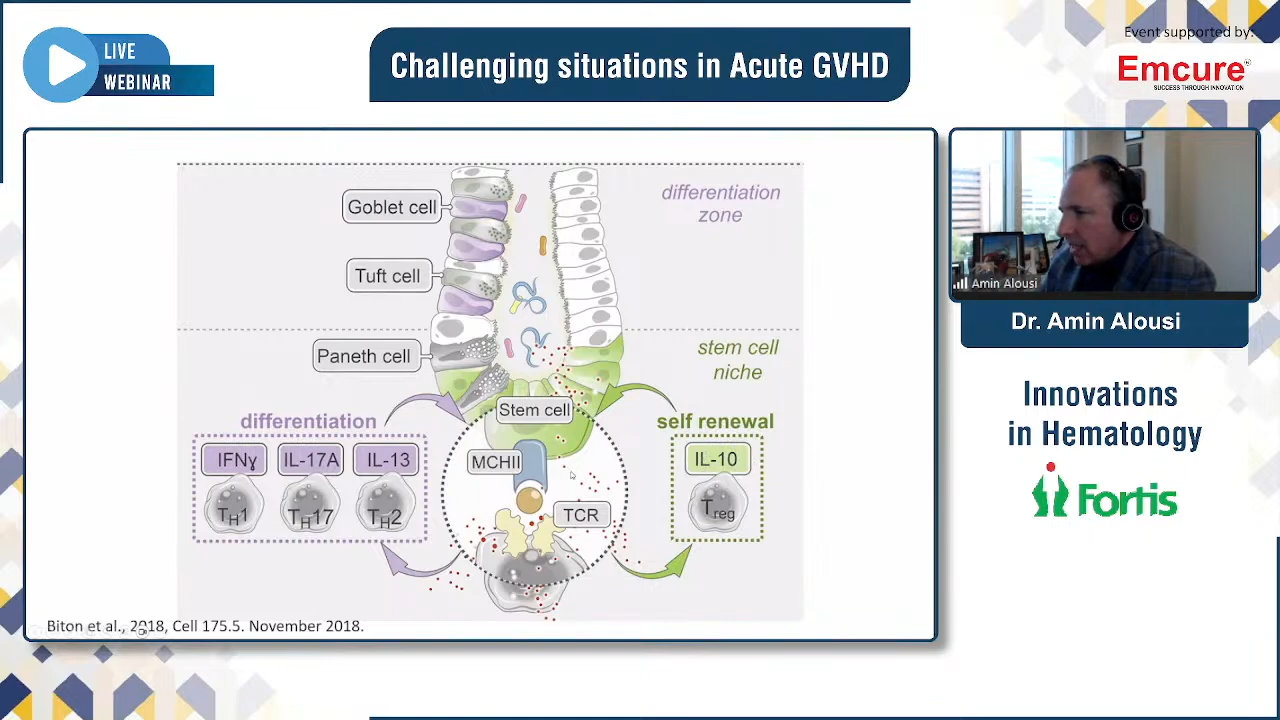 LIVE
WEBINAR
Challenging situations in Acute GVHD
Event supported by:
Emcure®
SUCCESS THROUGH INNOVATION
Goblet cell
Tuft cell
Paneth cell
differentiation
zone
stem cell
niche
differentiation
Stem cell
self renewal
IFNγ
IL-17A
IL-13
MCHII
IL-10
TH1
TH17
TH2
TCR
Treg
Biton et al., 2018, Cell 175.5. November 2018.
Amin Alousi
Dr. Amin Alousi
Innovations
in Hematology
Fortis